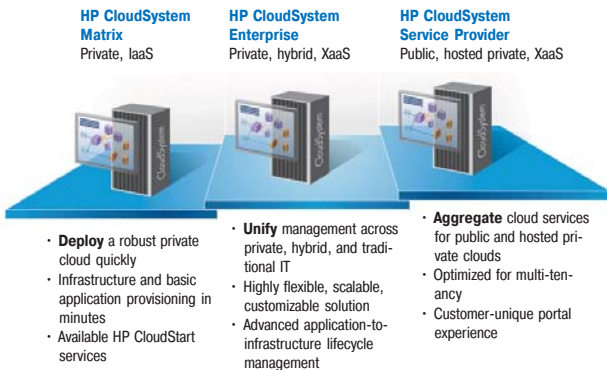 HP CloudSystem
Matrix
Private, IaaS
HP CloudSystem
Enterprise
Private, hybrid, XaaS
HP CloudSystem
Service Provider
Public, hosted private, XaaS
CloudSystem
CloudSystem
CloudSystem
· Deploy a robust private
cloud quickly
· Infrastructure and basic
application provisioning in
minutes
· Available HP CloudStart
services
· Unify management across
private, hybrid, and tradi-
tional IT
· Highly flexible, scalable,
customizable solution
· Advanced application-to-
infrastructure lifecycle
management
· Aggregate cloud services
for public and hosted pri-
vate clouds
· Optimized for multi-ten-
ancy
· Customer-unique portal
experience